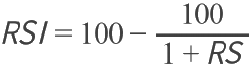 RSI = 100 − 100 / (1 + RS)